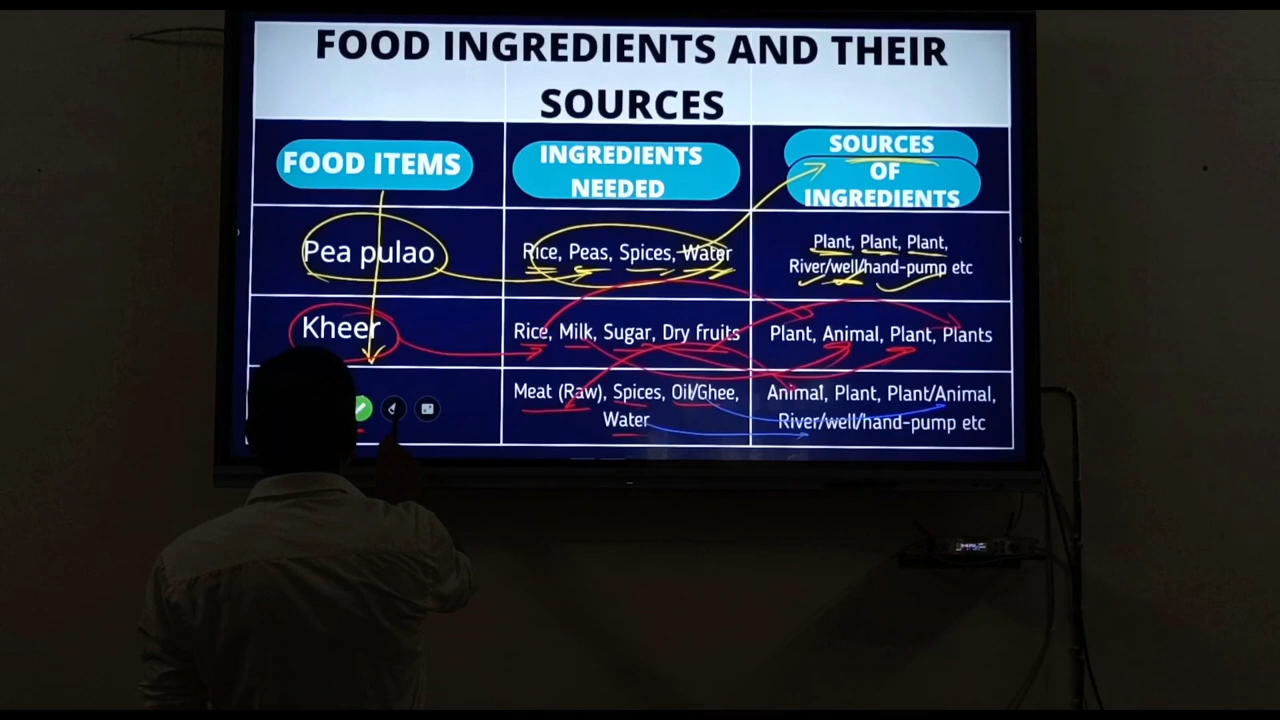 FOOD INGREDIENTS AND THEIR
SOURCES
FOOD ITEMS
INGREDIENTS
NEEDED
SOURCES
OF
INGREDIENTS
Pea pulao
Rice, Peas, Spices, Water
Plant, Plant, Plant,
River/well/hand-pump etc
Kheer
Rice, Milk, Sugar, Dry fruits
Plant, Animal, Plant, Plants
Meat (Raw), Spices, Oil/Ghee,
Water
Animal, Plant, Plant/Animal,
River/well/hand-pump etc